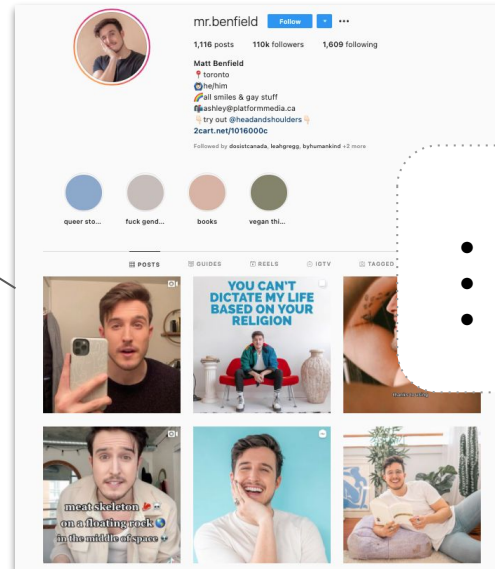 mr.benfield Follow
1,116 posts 110k followers 1,609 following
Matt Benfield
📍toronto
he/him
🌈all smiles & gay stuff
ashley@platformmedia.ca
👇🏻try out @headandshoulders👇🏻
2cart.net/1016000c
Followed by dosistcanada, leahgregg, byhumankind +2 more
queer sto... fuck gend... books vegan thi...
POSTS GUIDES REELS IGTV TAGGED
YOU CAN'T
DICTATE MY LIFE
BASED ON YOUR
RELIGION
meat skeleton
on a floating rock
in the middle of space